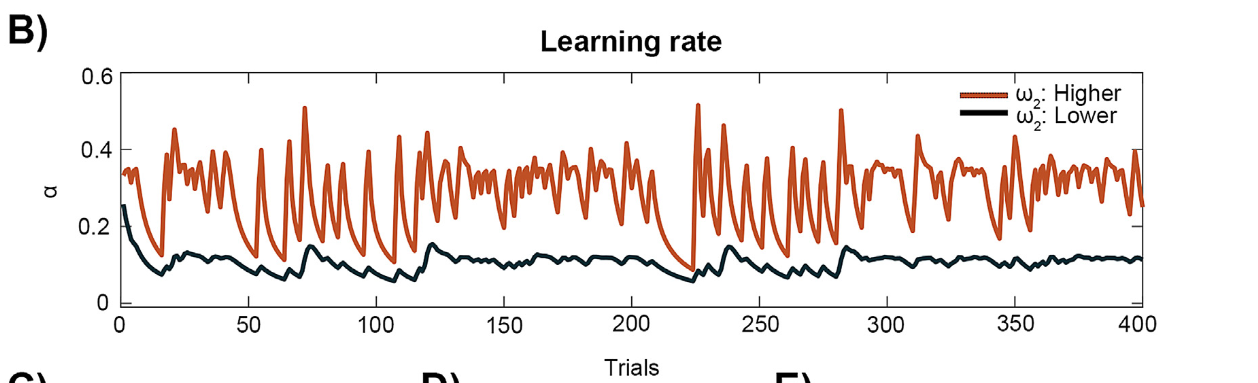 B)
Learning rate
0.6
0.4
0.2
0
α
ω2: Higher
ω2: Lower
0 50 100 150 200 250 300 350 400
Trials
C) D) E)